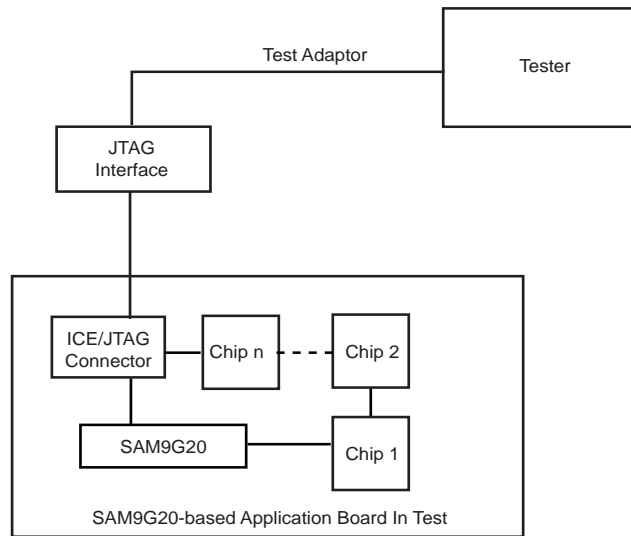 Test Adaptor
Tester
JTAG
Interface
ICE/JTAG
Connector
Chip n
Chip 2
SAM9G20
Chip 1
SAM9G20-based Application Board In Test